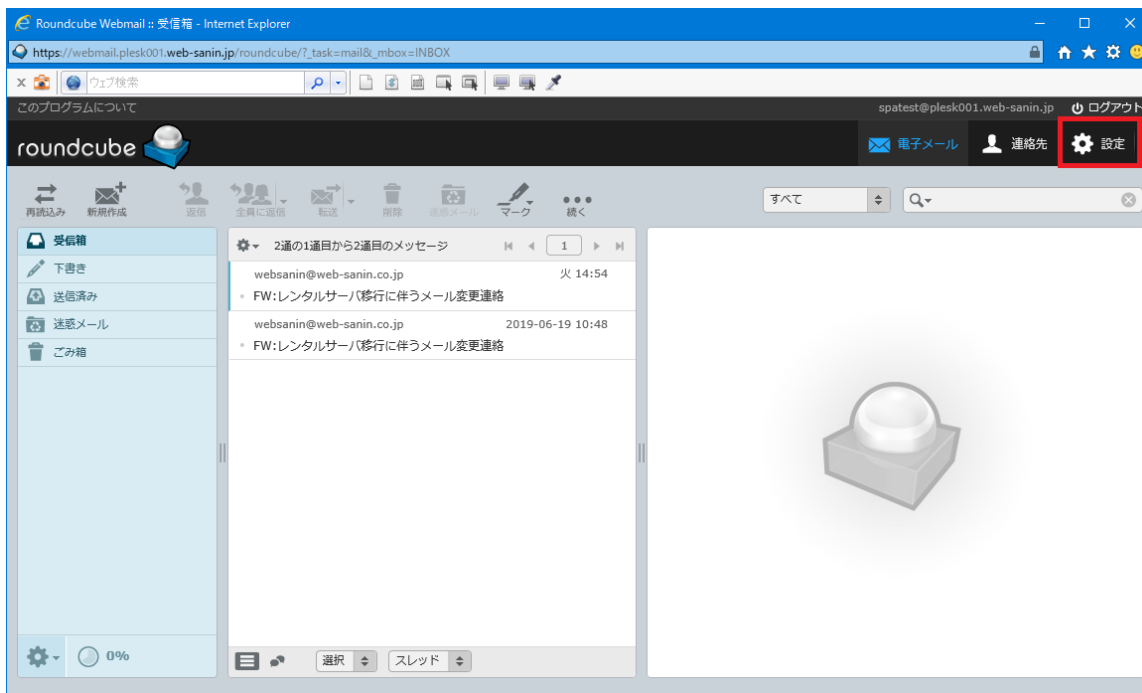 Roundcube Webmail :: 受信箱 - Internet Explorer
https://webmail.plesk001.web-sanin.jp/roundcube/?_task=mail&_mbox=INBOX
ウェブ検索
このプログラムについて
spatest@plesk001.web-sanin.jp ログアウト
roundcube
電子メール 連絡先 設定
再読込み 新規作成 返信 全員に返信 転送 削除 迷惑メール マーク 続く
すべて
受信箱
下書き
送信済み
迷惑メール
ごみ箱
2通の1通目から2通目のメッセージ 1
websanin@web-sanin.co.jp 火 14:54
FW:レンタルサーバ移行に伴うメール変更連絡
websanin@web-sanin.co.jp 2019-06-19 10:48
FW:レンタルサーバ移行に伴うメール変更連絡
0%
選択 スレッド